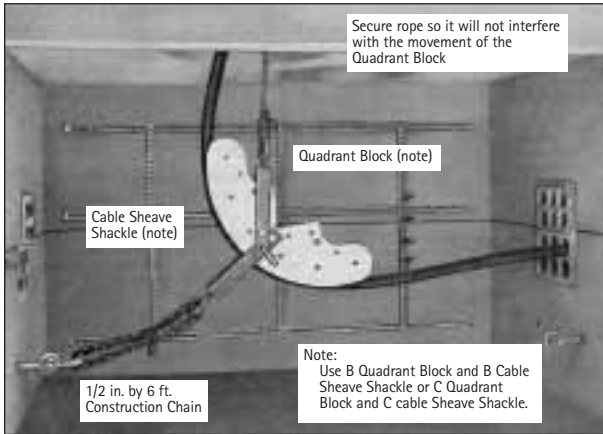 Secure rope so it will not interfere
with the movement of the
Quadrant Block
Quadrant Block (note)
Cable Sheave
Shackle (note)
1/2 in. by 6 ft.
Construction Chain
Note:
Use B Quadrant Block and B Cable
Sheave Shackle or C Quadrant
Block and C cable Sheave Shackle.